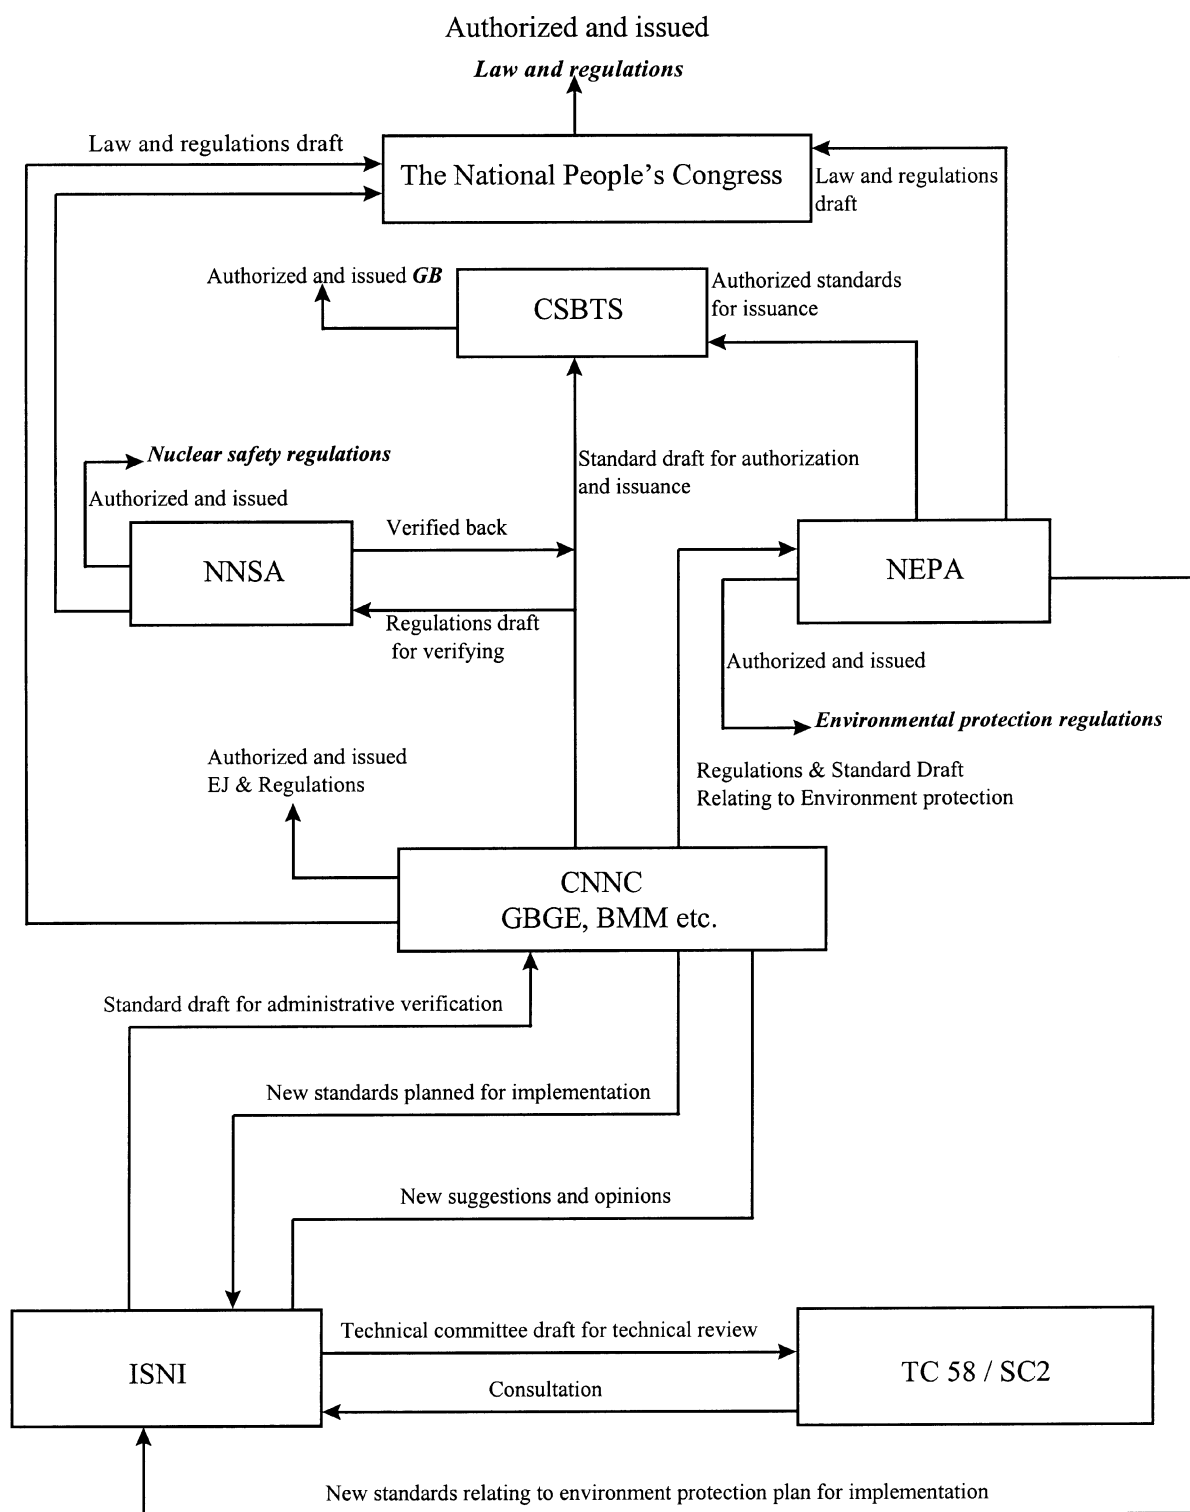 Authorized and issued
Law and regulations
Law and regulations draft
The National People's Congress
Law and regulations
draft
Authorized and issued GB
CSBTS
Authorized standards
for issuance
Nuclear safety regulations
Authorized and issued
Standard draft for authorization
and issuance
Verified back
NNSA
NEPA
Regulations draft
for verifying
Authorized and issued
Environmental protection regulations
Authorized and issued
EJ & Regulations
Regulations & Standard Draft
Relating to Environment protection
CNNC
GBGE, BMM etc.
Standard draft for administrative verification
New standards planned for implementation
New suggestions and opinions
Technical committee draft for technical review
ISNI
TC 58 / SC2
Consultation
New standards relating to environment protection plan for implementation